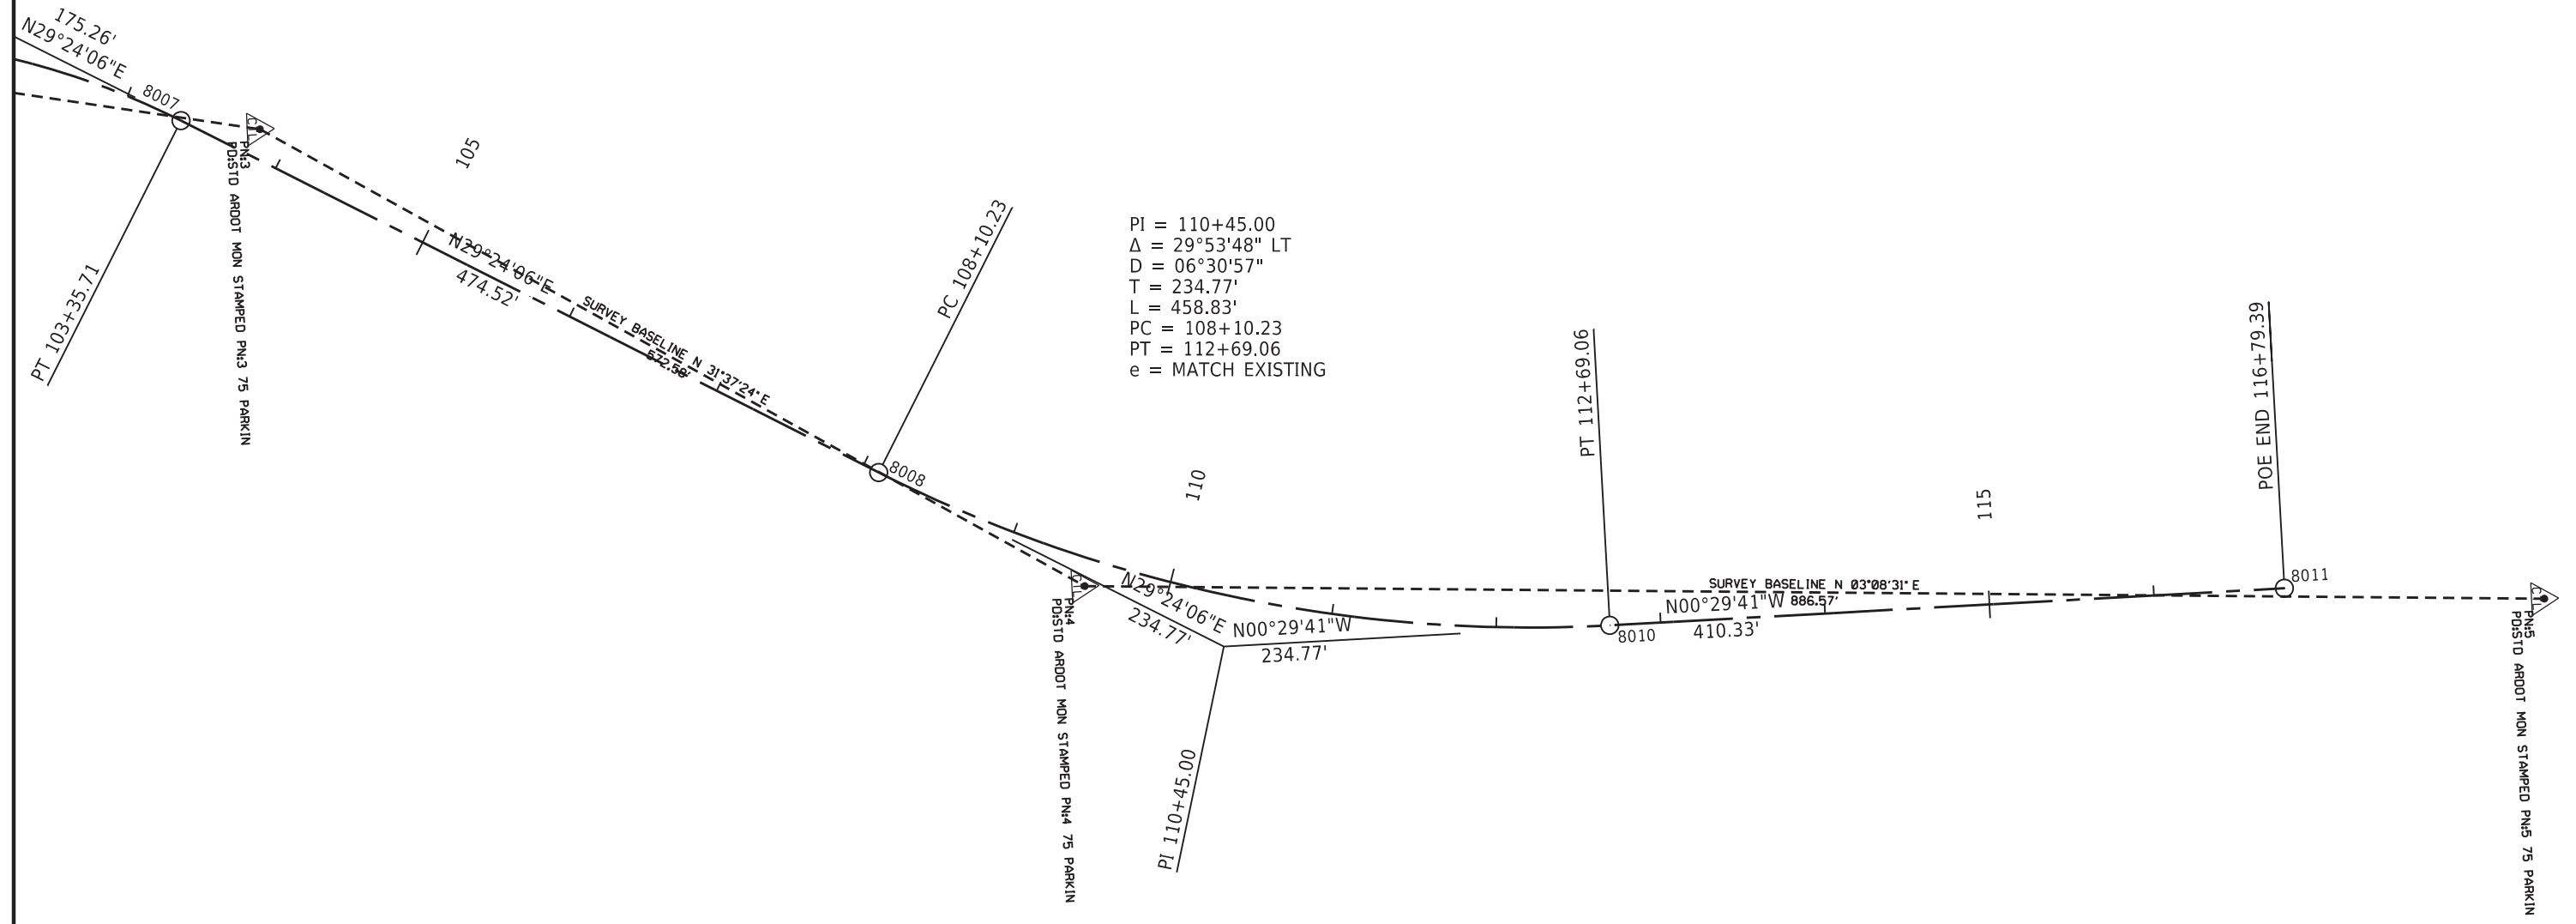 175.26'
N29°24'06"E
8007
PT 103+35.71
CTL
PN:3
PD:STD ARDOT MON STAMPED PN:3 75 PARKIN
105
N29°24'06"E
474.52'
SURVEY BASELINE N 31°37'24" E
572.58'
PC 108+10.23
8008
PI = 110+45.00
Δ = 29°53'48" LT
D = 06°30'57"
T = 234.77'
L = 458.83'
PC = 108+10.23
PT = 112+69.06
e = MATCH EXISTING
110
CTL
PN:4
PD:STD ARDOT MON STAMPED PN:4 75 PARKIN
N29°24'06"E
234.77'
N00°29'41"W
234.77'
PI 110+45.00
PT 112+69.06
8010
SURVEY BASELINE N 03°08'31" E
886.57'
N00°29'41"W
410.33'
115
POE END 116+79.39
8011
CTL
PN:5
PD:STD ARDOT MON STAMPED PN:5 75 PARKIN